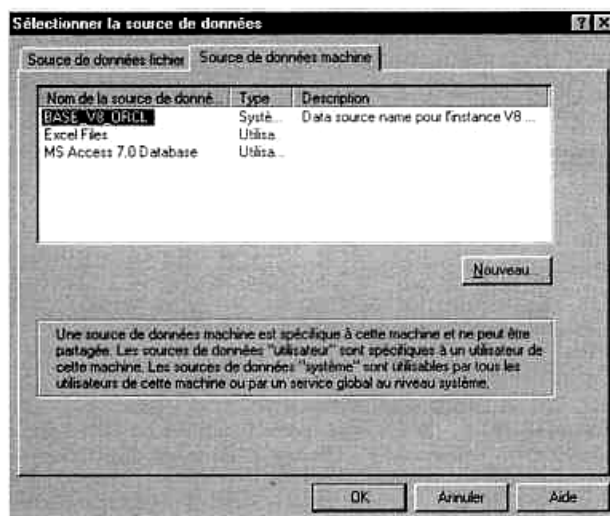 Sélectionner la source de données
Source de données fichier Source de données machine
Nom de la source de donné... Type Description
BASE_V8_ORCL Systè... Data source name pour l'instance V8 ...
Excel Files Utilisa...
MS Access 7.0 Database Utilisa...
Nouveau...
Une source de données machine est spécifique à cette machine et ne peut être
partagée. Les sources de données "utilisateur" sont spécifiques à un utilisateur de
cette machine. Les sources de données "système" sont utilisables par tous les
utilisateurs de cette machine ou par un service global au niveau système.
OK Annuler Aide